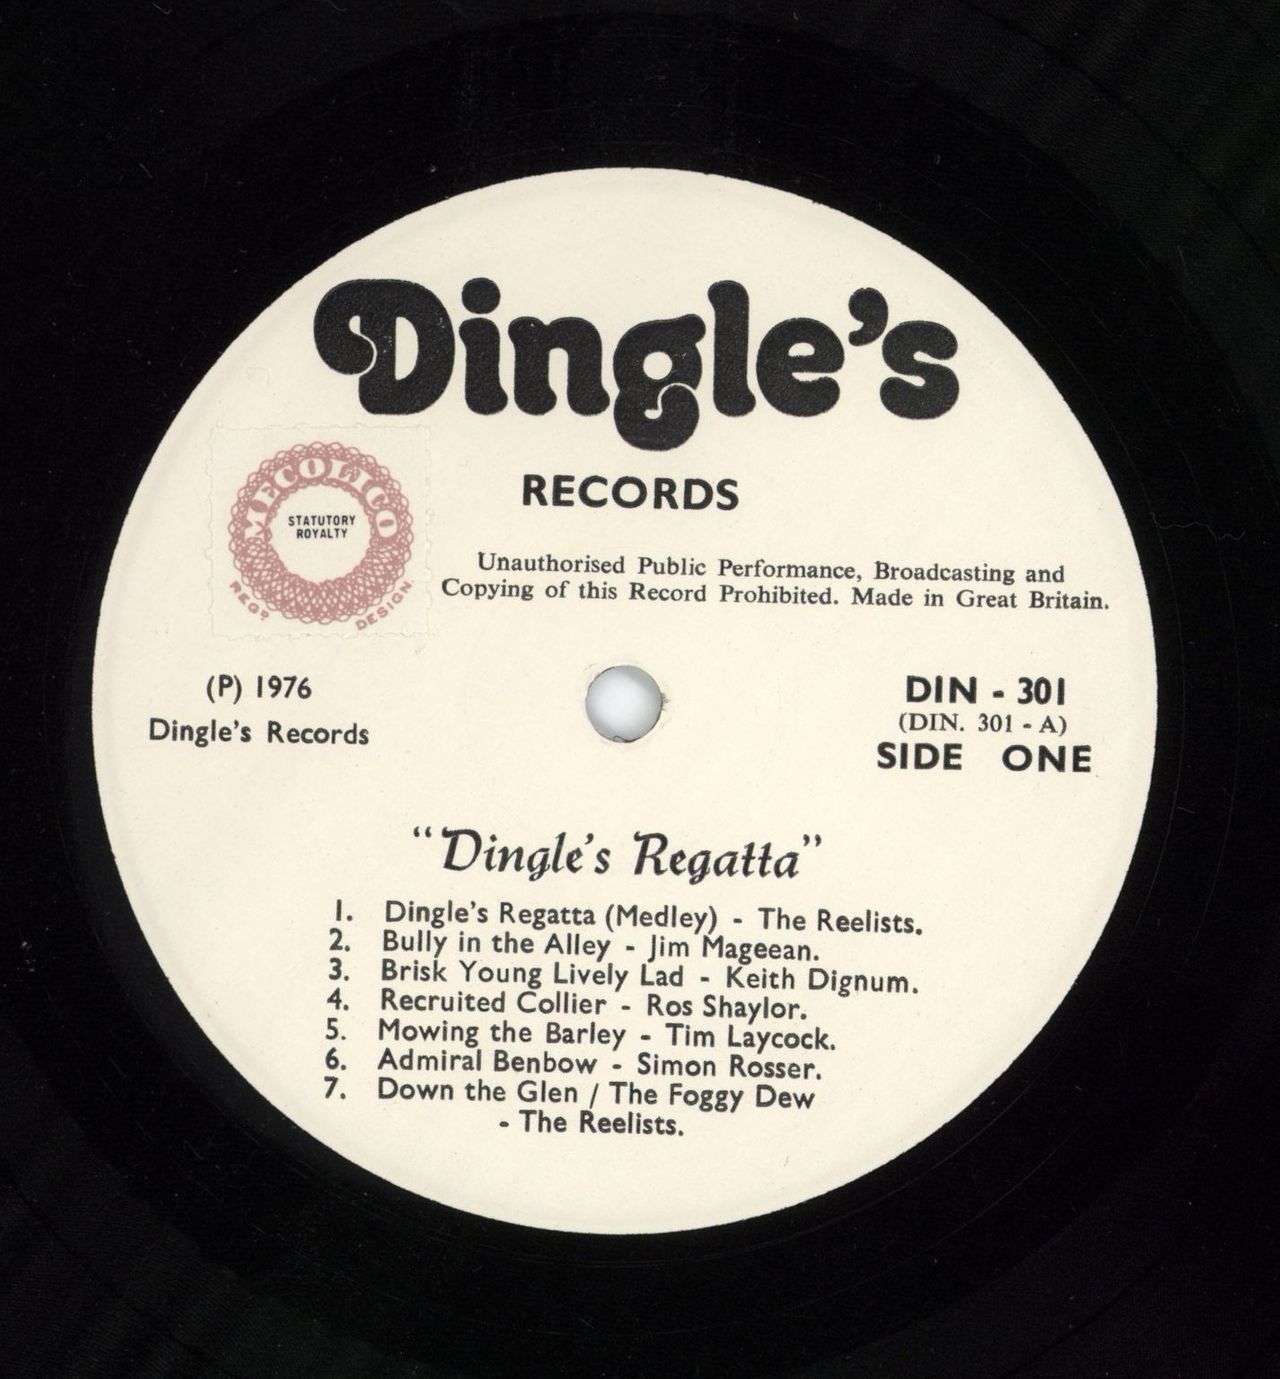 Dingle's
RECORDS
MECOLICO
STATUTORY
ROYALTY
REGD DESIGN
Unauthorised Public Performance, Broadcasting and
Copying of this Record Prohibited. Made in Great Britain.
(P) 1976
Dingle's Records
DIN - 301
(DIN. 301 - A)
SIDE ONE
"Dingle's Regatta"
1. Dingle's Regatta (Medley) - The Reelists.
2. Bully in the Alley - Jim Mageean.
3. Brisk Young Lively Lad - Keith Dignum.
4. Recruited Collier - Ros Shaylor.
5. Mowing the Barley - Tim Laycock.
6. Admiral Benbow - Simon Rosser.
7. Down the Glen / The Foggy Dew
- The Reelists.